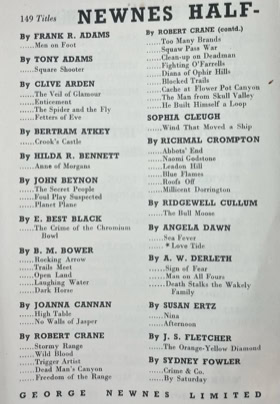 149 Titles NEWNES HALF-
By FRANK R. ADAMS
......Men on Foot
By TONY ADAMS
......Square Shooter
By CLIVE ARDEN
......The Veil of Glamour
......Enticement
......The Spider and the Fly
......Fetters of Eve
By BERTRAM ATKEY
......Crook's Castle
By HILDA R. BENNETT
......Anne of Morgans
By JOHN BEYNON
......The Secret People
......Foul Play Suspected
......Planet Plane
By E. BEST BLACK
......The Crime of the Chromium
Bowl
By B. M. BOWER
......Rocking Arrow
......Trails Meet
......Open Land
......Laughing Water
......Dark Horse
By JOANNA CANNAN
......High Table
......No Walls of Jasper
By ROBERT CRANE
......Stormy Range
......Wild Blood
......Trigger Artist
......Dead Man's Canyon
......Freedom of the Range
By ROBERT CRANE (contd.)
......Too Many Brands
......Squaw Pass War
......Clean-up on Deadman
......Fighting O'Farrells
......Diana of Ophir Hills
......Blocked Trails
......Cache at Flower Pot Canyon
......The Man from Skull Valley
......He Built Himself a Loop
SOPHIA CLEUGH
......Wind That Moved a Ship
By RICHMAL CROMPTON
......Abbots' End
......Naomi Godstone
......Leadon Hill
......Blue Flames
......Roofs Off
......Millicent Dorrington
By RIDGEWELL CULLUM
......The Bull Moose
By ANGELA DAWN
......Sea Fever
......*Love Tide
By A. W. DERLETH
......Sign of Fear
......Man on All Fours
......Death Stalks the Wakely
Family
By SUSAN ERTZ
......Nina
......Afternoon
By J. S. FLETCHER
......The Orange-Yellow Diamond
By SYDNEY FOWLER
......Crime & Co.
......By Saturday
GEORGE NEWNES LIMITED